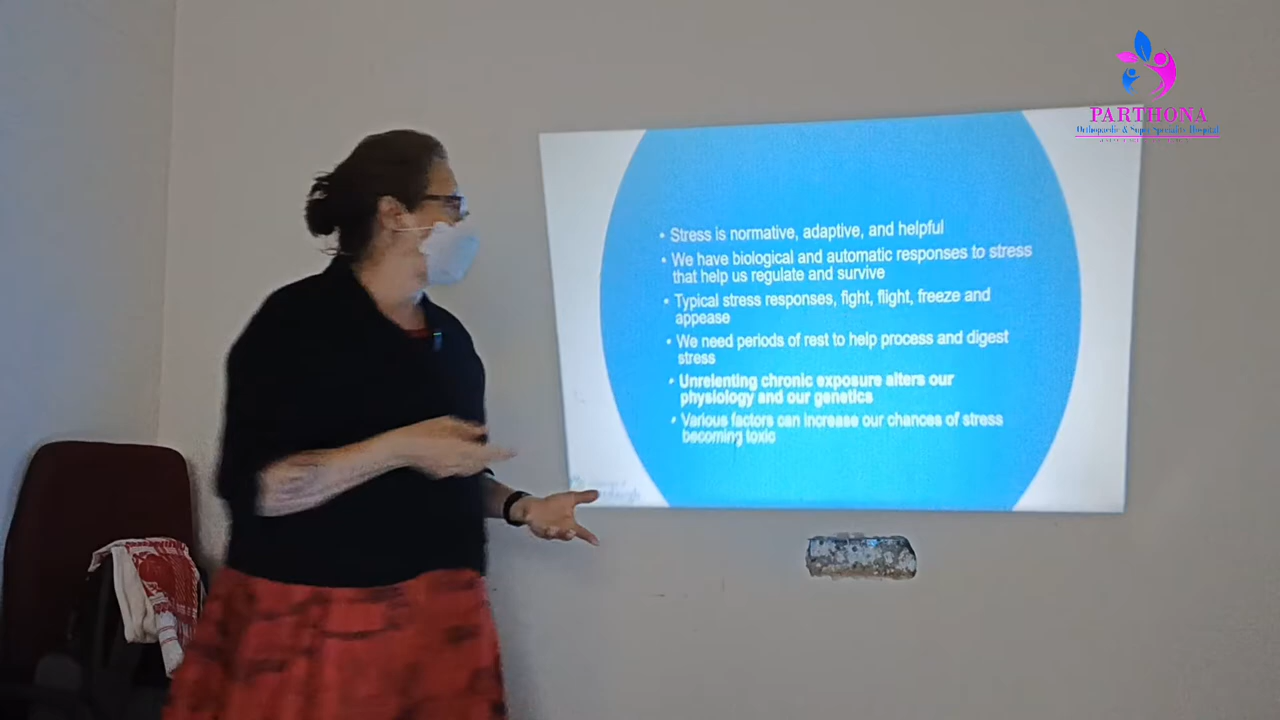 PARTHONA
Orthopaedic & Super Speciality Hospital
• Stress is normative, adaptive, and helpful
• We have biological and automatic responses to stress
that help us regulate and survive
• Typical stress responses, fight, flight, freeze and
appease
• We need periods of rest to help process and digest
stress
• Unrelenting chronic exposure alters our
physiology and our genetics
• Various factors can increase our chances of stress
becoming toxic